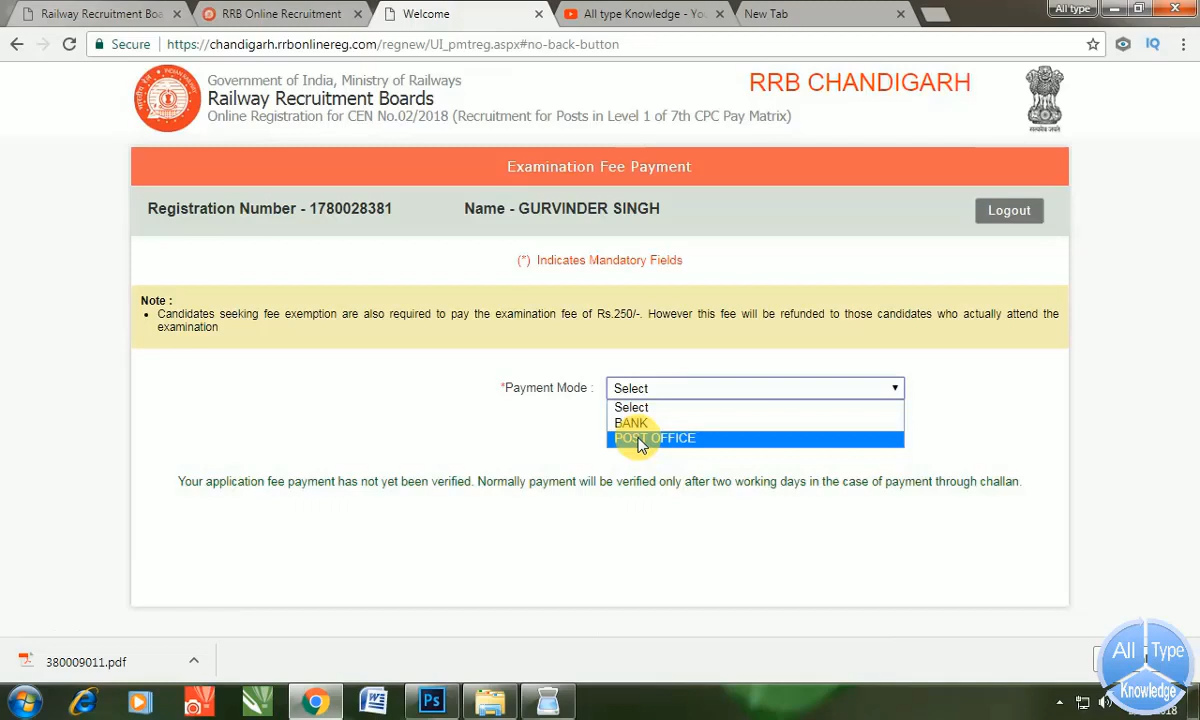 Railway Recruitment Boa
RRB Online Recruitment
Welcome
All type Knowledge - Yo
New Tab
All type
Secure
https://chandigarh.rrbonlinereg.com/regnew/UI_pmtreg.aspx#no-back-button
IQ
Government of India, Ministry of Railways
Railway Recruitment Boards
Online Registration for CEN No.02/2018 (Recruitment for Posts in Level 1 of 7th CPC Pay Matrix)
RRB CHANDIGARH
Examination Fee Payment
Registration Number - 1780028381
Name - GURVINDER SINGH
Logout
(*) Indicates Mandatory Fields
Note :
• Candidates seeking fee exemption are also required to pay the examination fee of Rs.250/-. However this fee will be refunded to those candidates who actually attend the
examination
*Payment Mode :
Select
Select
BANK
POST OFFICE
Your application fee payment has not yet been verified. Normally payment will be verified only after two working days in the case of payment through challan.
380009011.pdf
All Type
Knowledge
Ps
2018